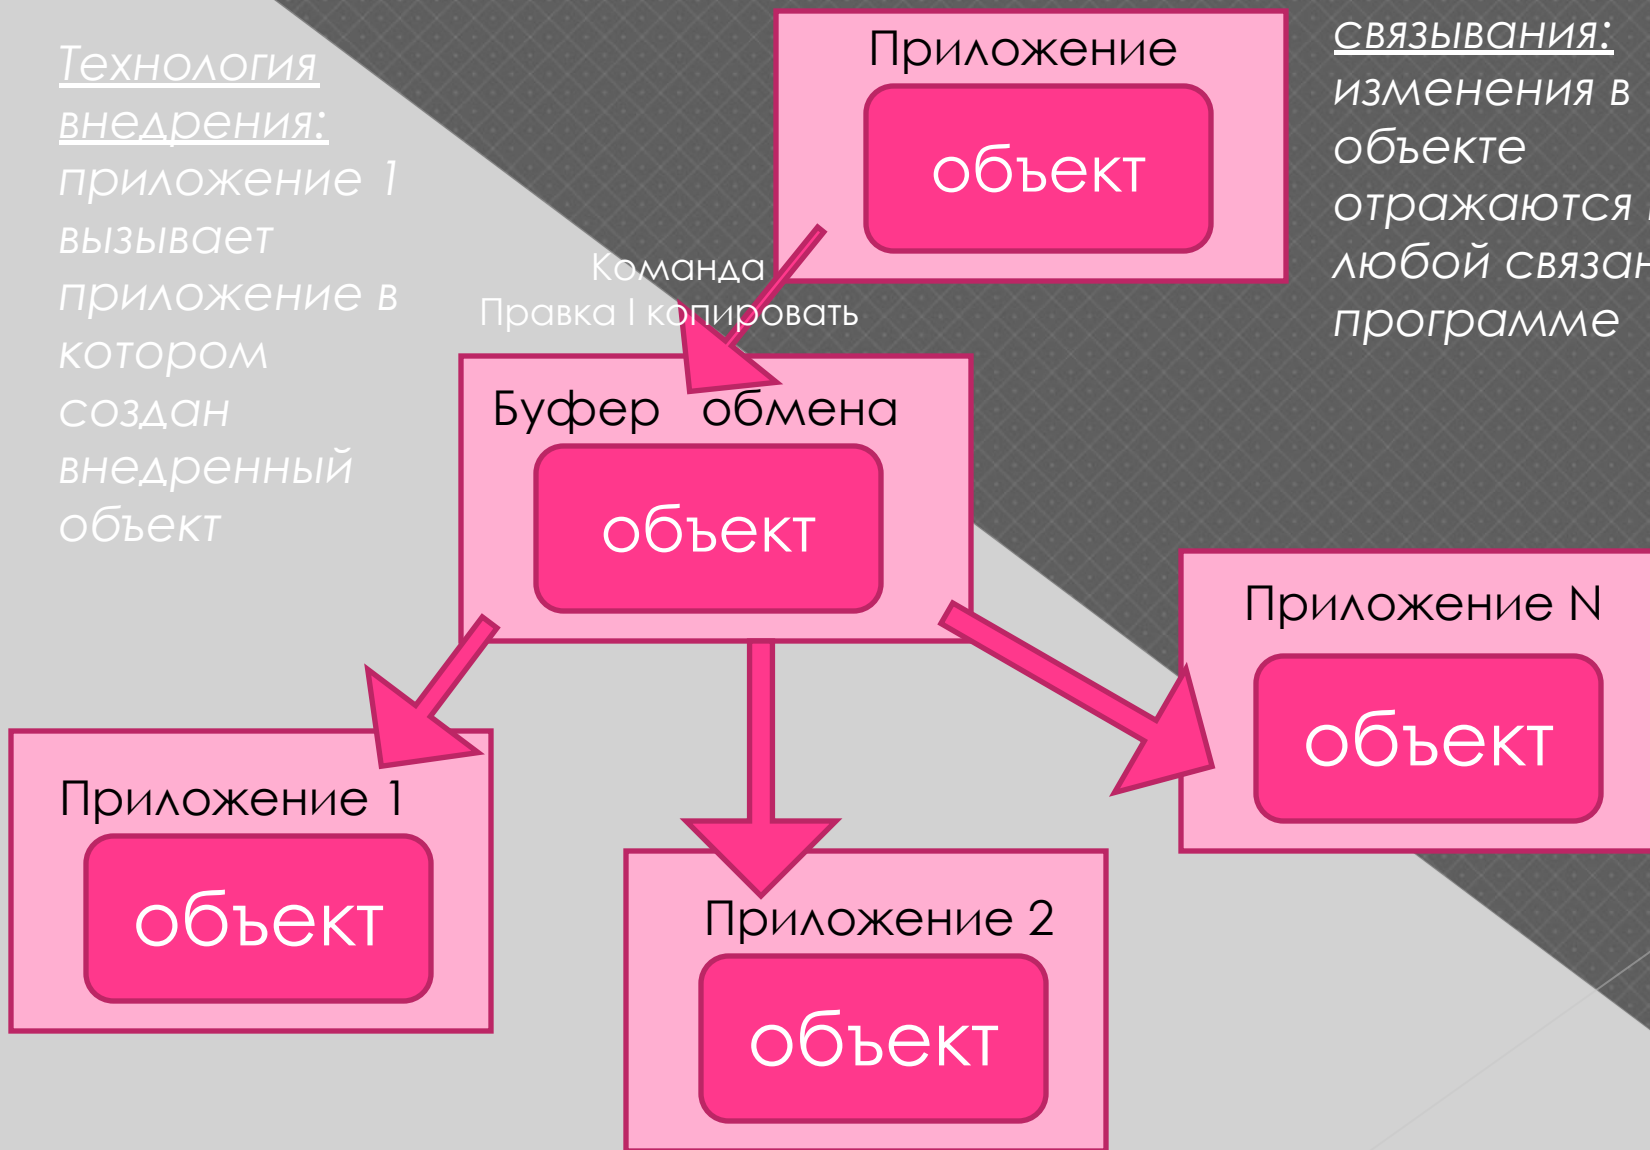 Технология
внедрения:
приложение 1
вызывает
приложение в
котором
создан
внедренный
объект
Приложение
объект
связывания:
изменения в
объекте
отражаются
любой
программе
Команда
Правка I копировать
Буфер обмена
объект
Приложение N
объект
Приложение 1
объект
Приложение 2
объект